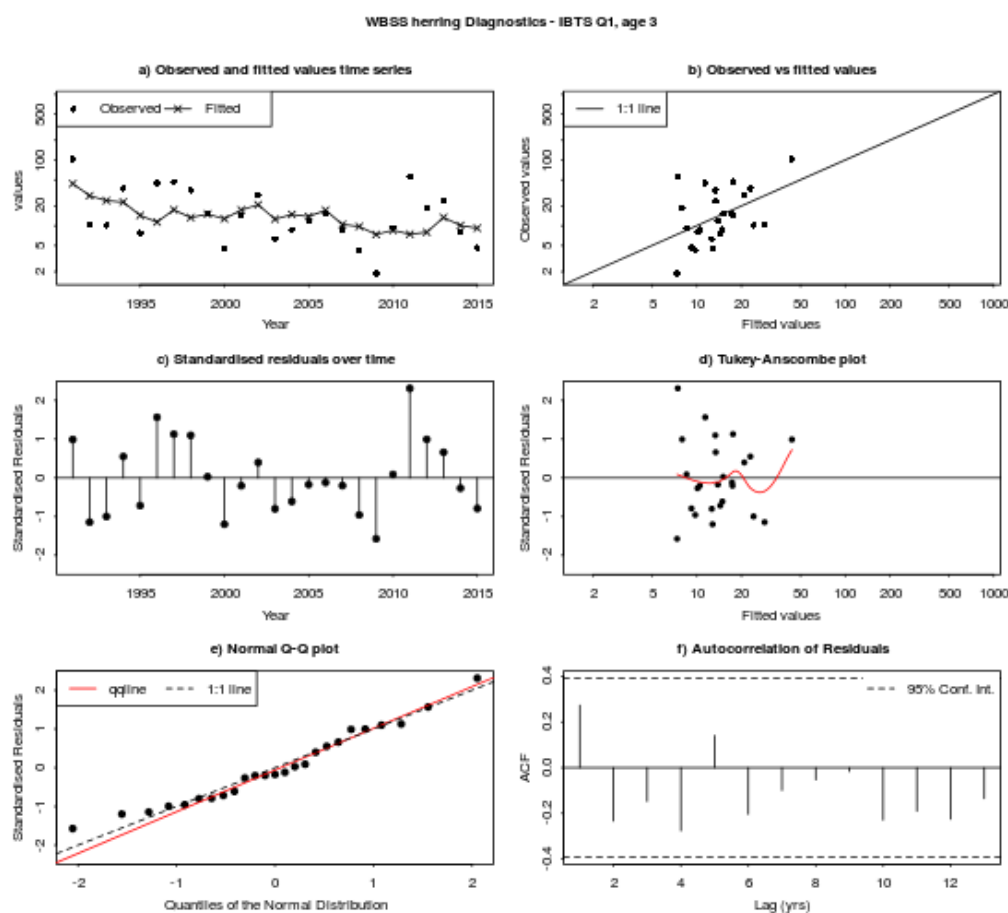 WBSS herring Diagnostics - IBTS Q1, age 3
a) Observed and fitted values time series
Observed Fitted
values
500
100
20
5
2
1995 2000 2005 2010 2015
Year
b) Observed vs fitted values
1:1 line
Observed values
500
100
20
5
2
2 5 10 20 50 100 200 500 1000
Fitted values
c) Standardised residuals over time
Standardised Residuals
2
1
0
-1
-2
1995 2000 2005 2010 2015
Year
d) Tukey-Anscombe plot
Standardised Residuals
2
1
0
-1
-2
2 5 10 20 50 100 200 500 1000
Fitted values
e) Normal Q-Q plot
qqline 1:1 line
Standardised Residuals
2
1
0
-1
-2
-2 -1 0 1 2
Quantiles of the Normal Distribution
f) Autocorrelation of Residuals
95% Conf. Int.
ACF
0.4
0.2
0.0
-0.2
-0.4
2 4 6 8 10 12
Lag (yrs)